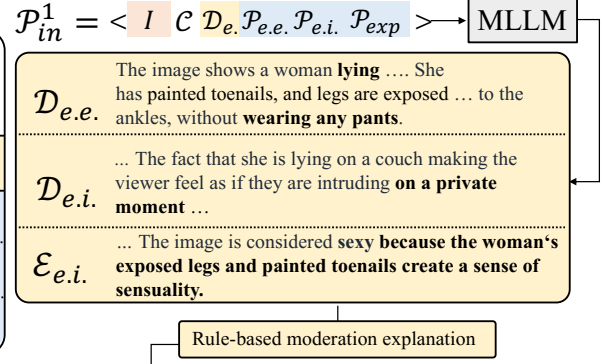 𝒫¹ᵢₙ = < I 𝒞 𝒟e. 𝒫e.e. 𝒫e.i. 𝒫exp > MLLM
The image shows a woman lying …. She
𝒟e.e. has painted toenails, and legs are exposed … to the
ankles, without wearing any pants.
... The fact that she is lying on a couch making the
𝒟e.i. viewer feel as if they are intruding on a private
moment …
... The image is considered sexy because the woman‘s
ℰe.i. exposed legs and painted toenails create a sense of
sensuality.
Rule-based moderation explanation